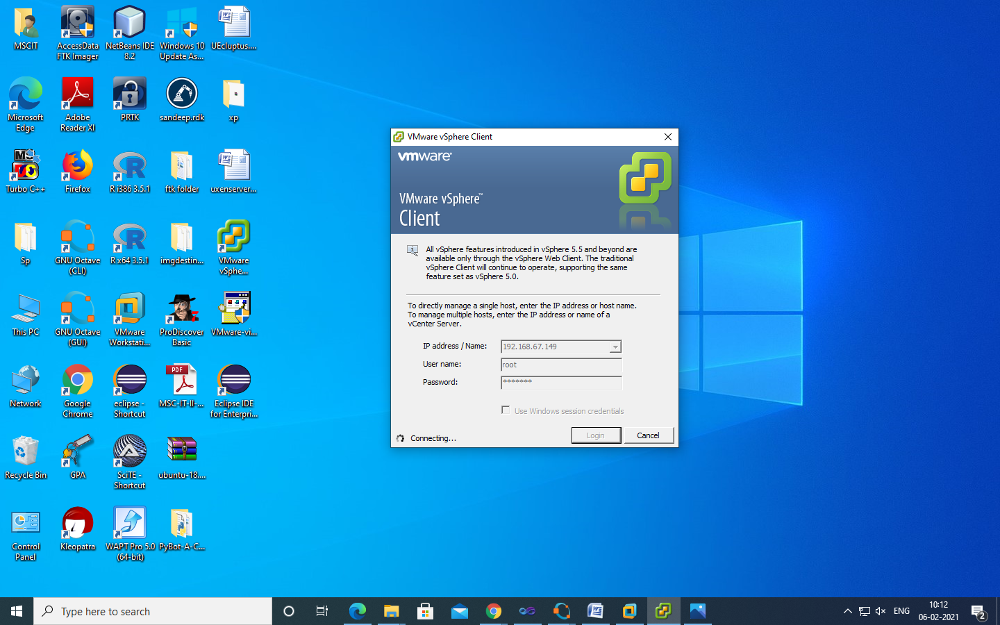 MSCIT
AccessData
FTK Imager
NetBeans IDE
8.2
Windows 10
Update As...
UEcluptus....
Microsoft
Edge
Adobe
Reader XI
PRTK
sandeep.rdk
xp
Turbo C++
Firefox
R i386 3.5.1
ftk folder
uxenserver...
Sp
GNU Octave
(CLI)
R x64 3.5.1
imgdestin...
VMware
vSphe...
This PC
GNU Octave
(GUI)
VMware
Workstati...
ProDiscover
Basic
VMware-vi...
Network
Google
Chrome
eclipse -
Shortcut
PDF
MSC-IT-II-...
Eclipse IDE
for Enterpri...
Recycle Bin
GPA
SciTE -
Shortcut
ubuntu-18....
Control
Panel
Kleopatra
WAPT Pro 5.0
(64-bit)
PyBot-A-C...
VMware vSphere Client
vmware®
VMware vSphere™
Client
All vSphere features introduced in vSphere 5.5 and beyond are
available only through the vSphere Web Client. The traditional
vSphere Client will continue to operate, supporting the same
feature set as vSphere 5.0.
To directly manage a single host, enter the IP address or host name.
To manage multiple hosts, enter the IP address or name of a
vCenter Server.
IP address / Name: 192.168.67.149
User name: root
Password: *******
Use Windows session credentials
Connecting... Login Cancel
Type here to search
ENG
10:12
06-02-2021
2